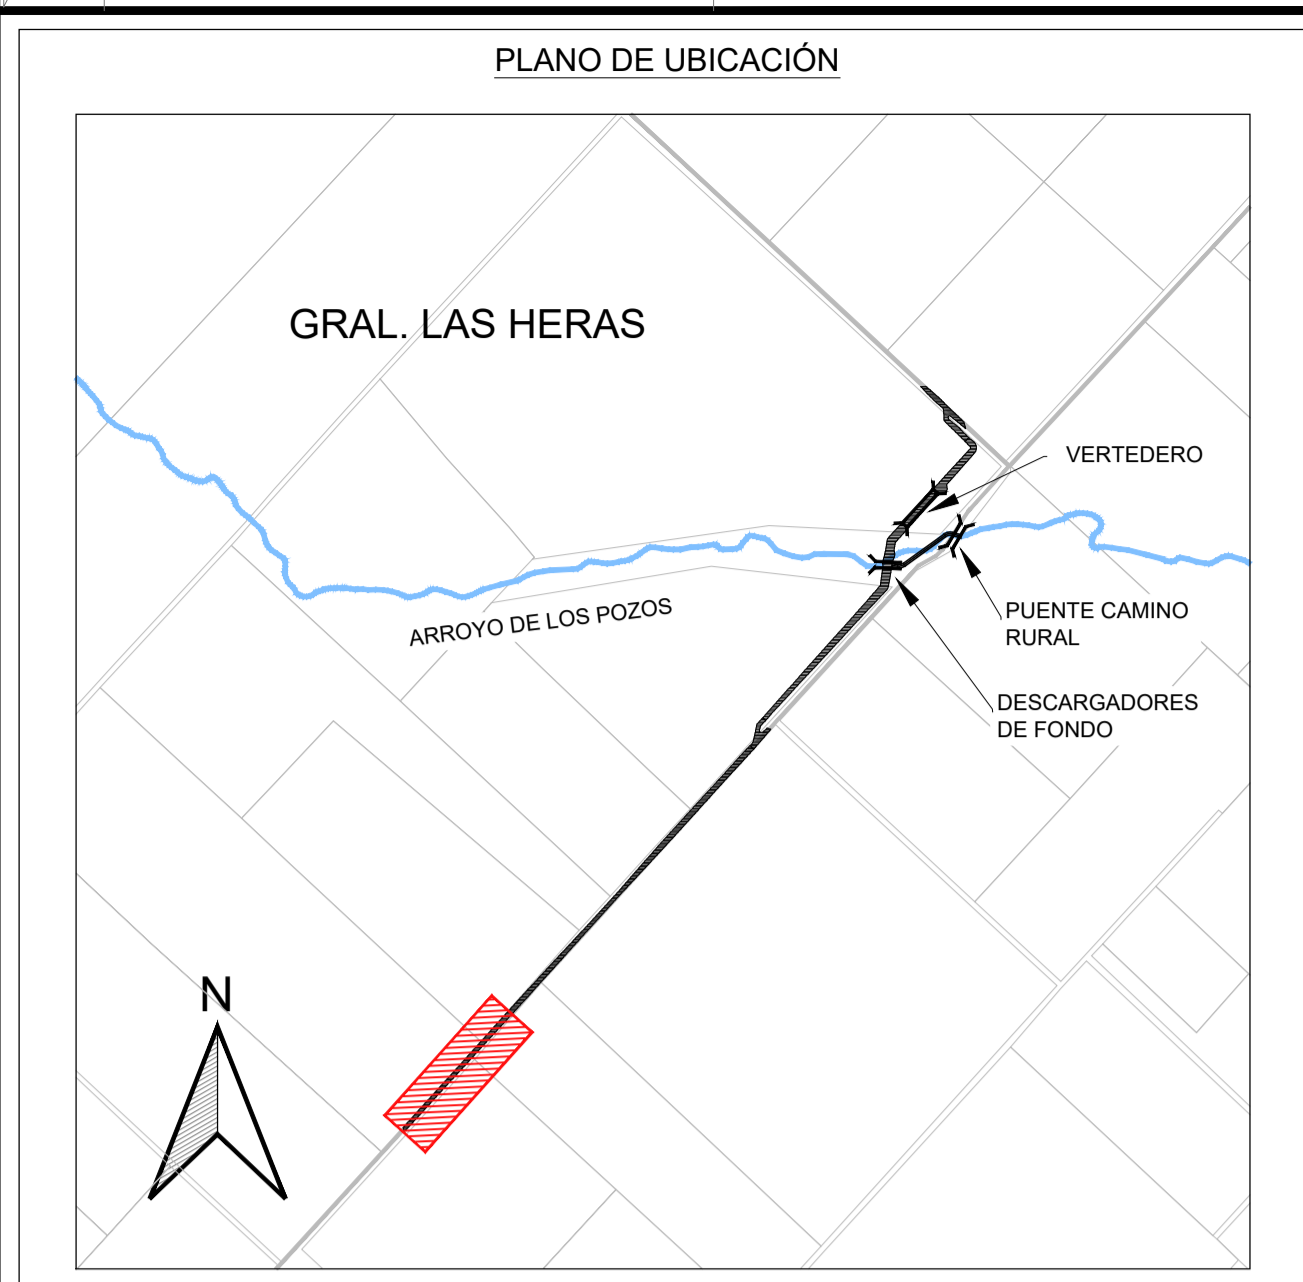 PLANO DE UBICACIÓN
GRAL. LAS HERAS
VERTEDERO
ARROYO DE LOS POZOS
PUENTE CAMINO
RURAL
DESCARGADORES
DE FONDO
N